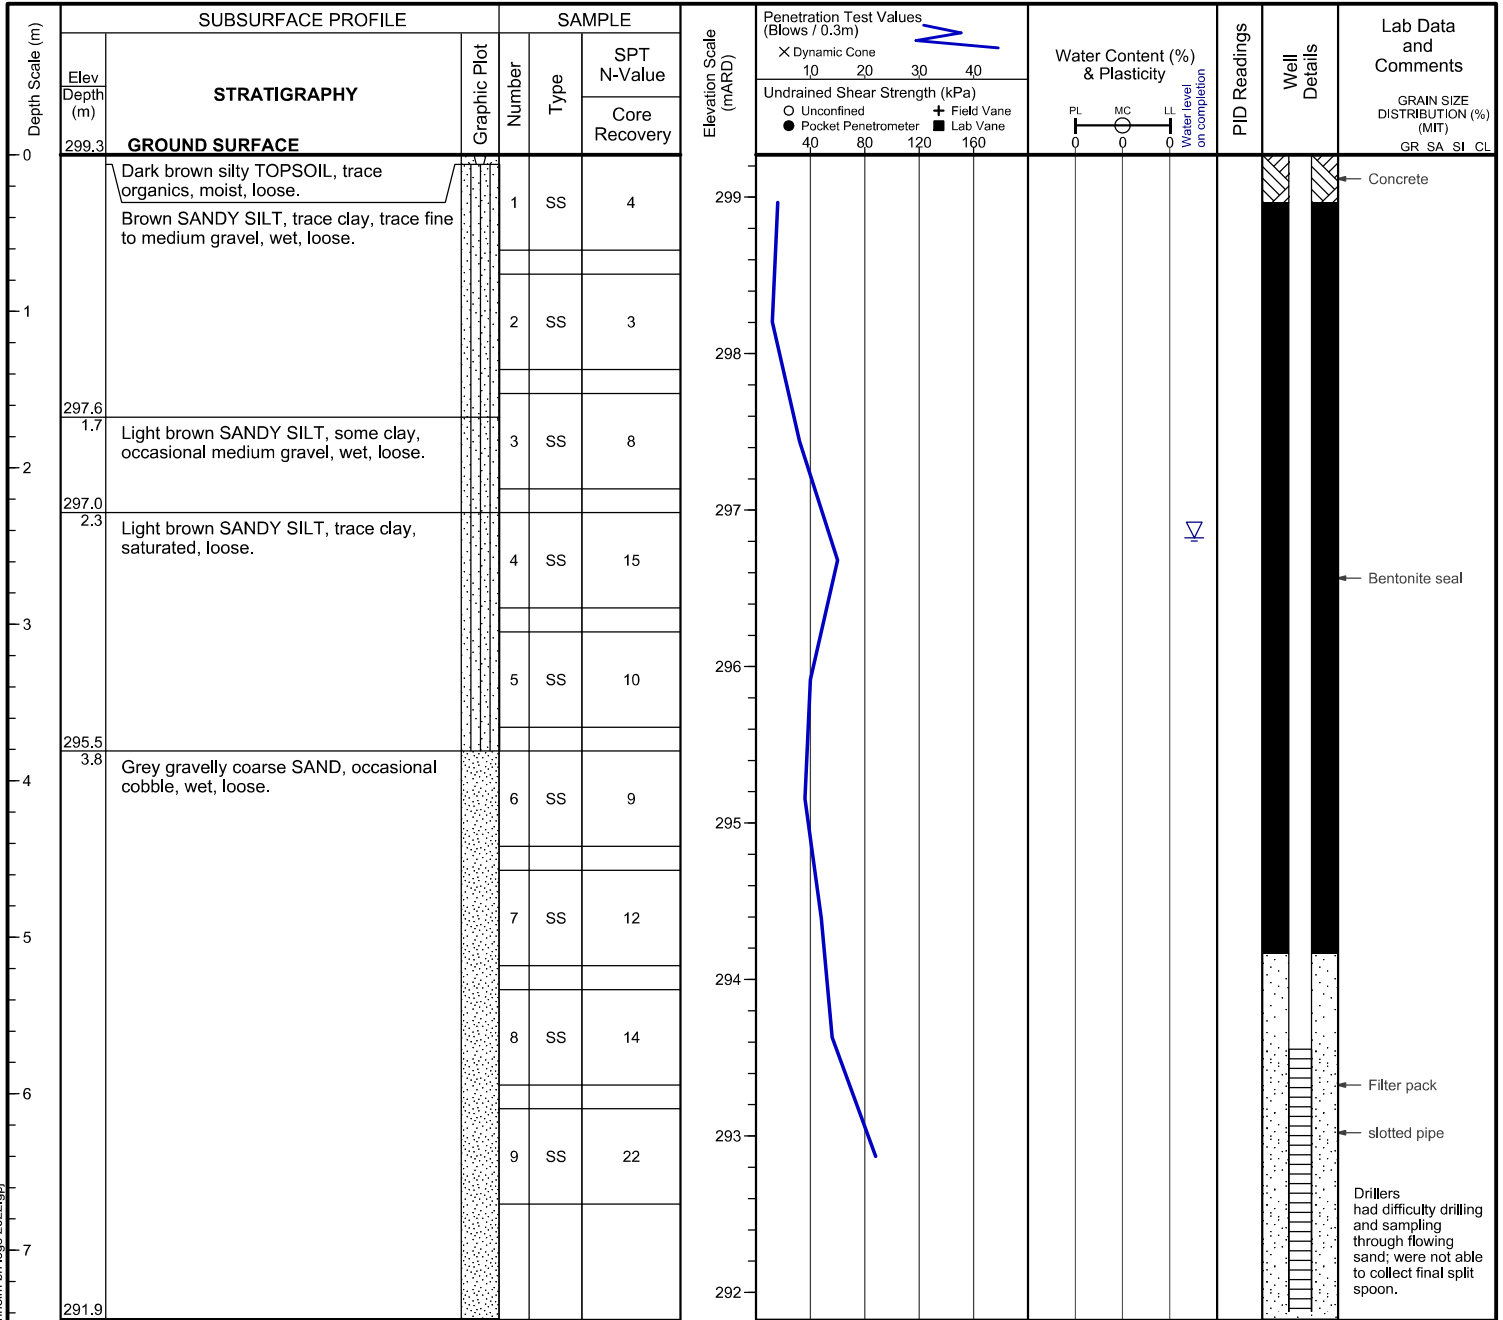 SUBSURFACE PROFILE
SAMPLE
Depth Scale (m)
Elev
Depth
(m)
STRATIGRAPHY
Graphic Plot
Number
Type
SPT
N-Value
Core
Recovery
Elevation Scale
(mARD)
Penetration Test Values
(Blows / 0.3m)
× Dynamic Cone
10 20 30 40
Undrained Shear Strength (kPa)
Unconfined
+ Field Vane
Pocket Penetrometer
Lab Vane
40 80 120 160
Water Content (%)
& Plasticity
PL MC LL
0 0 0
Water level
on completion
PID Readings
Well
Details
Lab Data
and
Comments
GRAIN SIZE
DISTRIBUTION (%)
(MIT)
GR SA SI CL
299.3 GROUND SURFACE
0
1
2
3
4
5
6
7
Dark brown silty TOPSOIL, trace
organics, moist, loose.
Brown SANDY SILT, trace clay, trace fine
to medium gravel, wet, loose.
297.6
1.7
Light brown SANDY SILT, some clay,
occasional medium gravel, wet, loose.
297.0
2.3
Light brown SANDY SILT, trace clay,
saturated, loose.
295.5
3.8
Grey gravelly coarse SAND, occasional
cobble, wet, loose.
291.9
1 SS 4
2 SS 3
3 SS 8
4 SS 15
5 SS 10
6 SS 9
7 SS 12
8 SS 14
9 SS 22
299
298
297
296
295
294
293
292
Concrete
Bentonite seal
Filter pack
slotted pipe
Drillers
had difficulty drilling
and sampling
through flowing
sand; were not able
to collect final split
spoon.